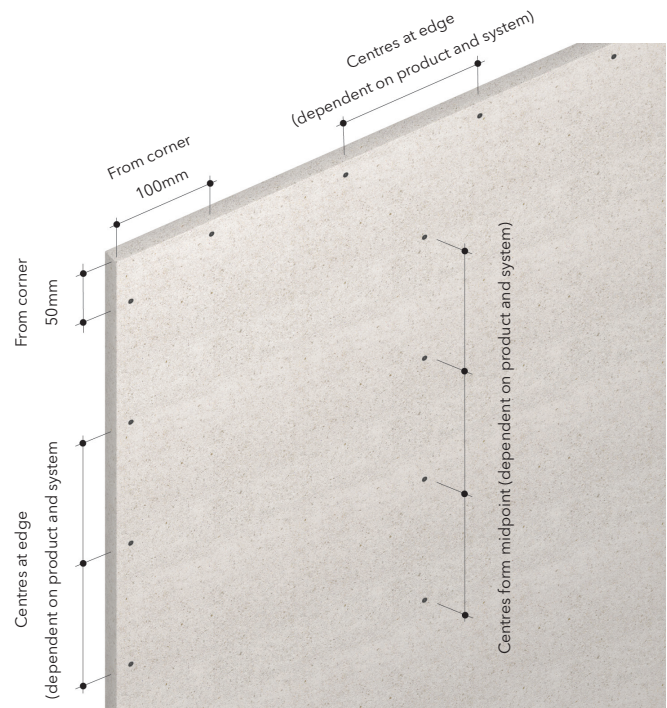 Centres at edge
(dependent on product and system)
From corner
100mm
From corner
50mm
Centres at edge
(dependent on product and system
Centres form midpoint (dependent on product and system)